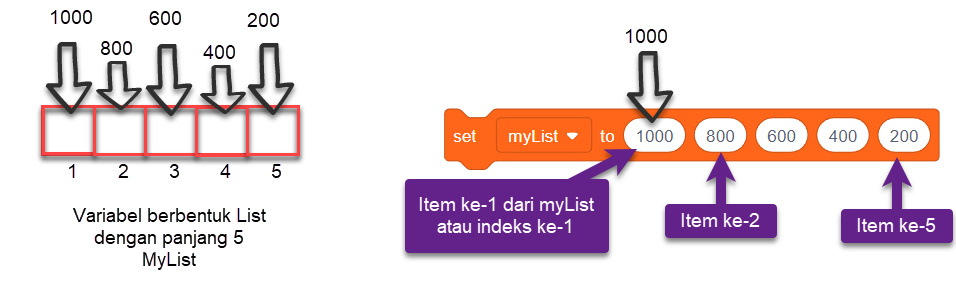 1000 600 200
800 400
1 2 3 4 5
Variabel berbentuk List
dengan panjang 5
MyList
1000
set myList to 1000 800 600 400 200
Item ke-1 dari myList
atau indeks ke-1
Item ke-2
Item ke-5